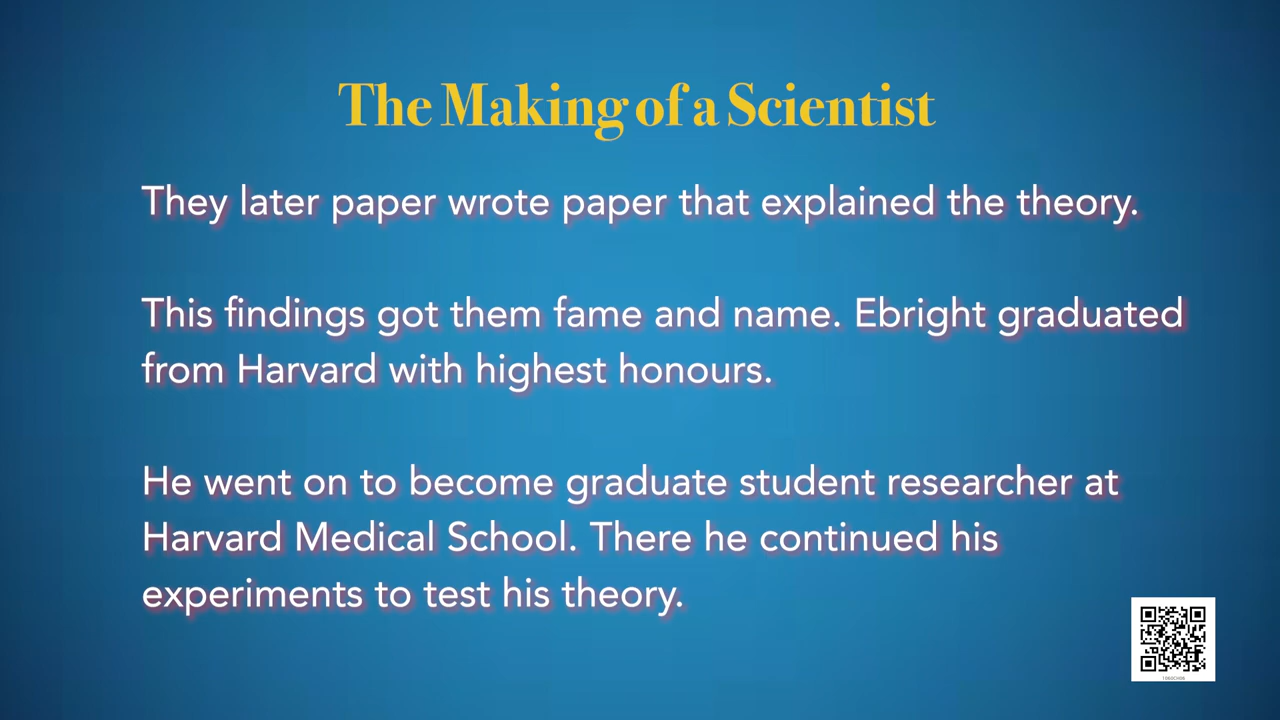 The Making of a Scientist
They later paper wrote paper that explained the theory.
This findings got them fame and name. Ebright graduated
from Harvard with highest honours.
He went on to become graduate student researcher at
Harvard Medical School. There he continued his
experiments to test his theory.